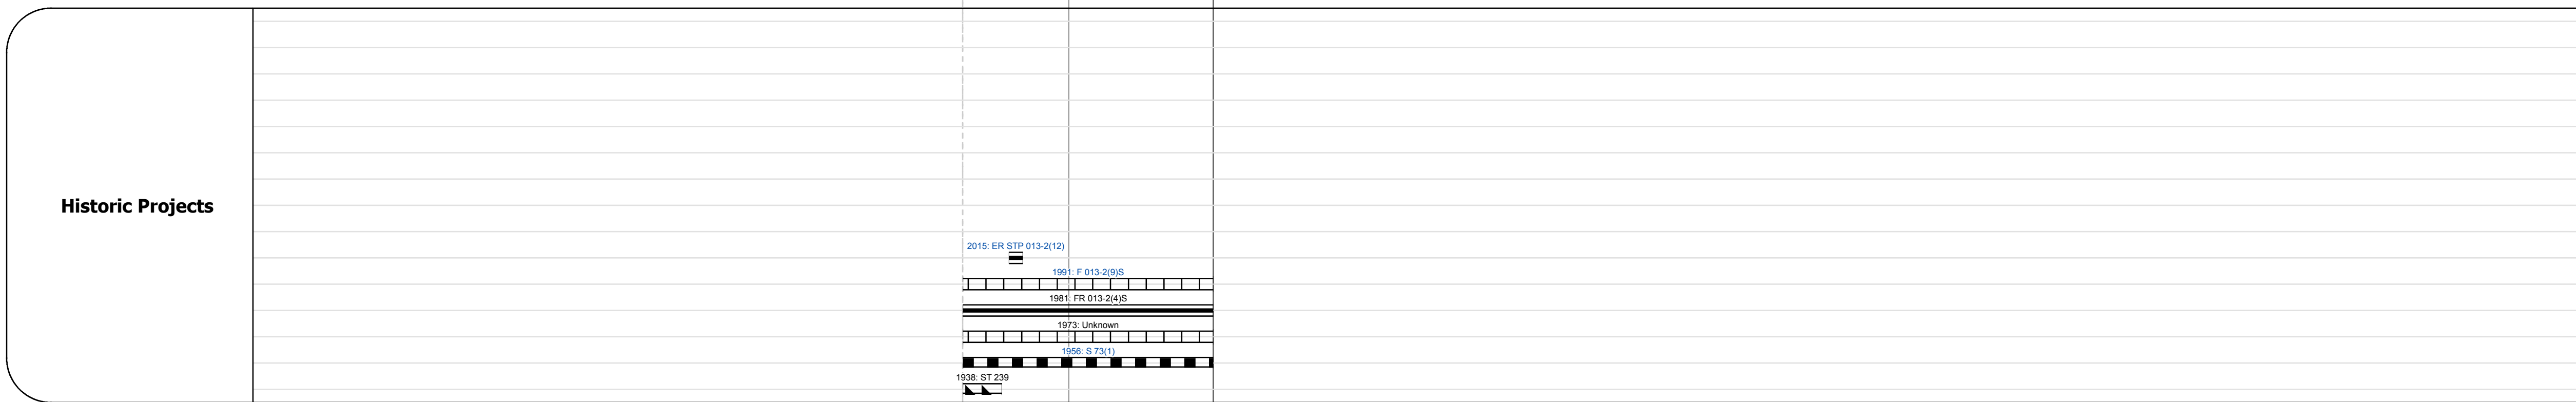 Historic Projects
2015: ER STP 013-2(12)
1991: F 013-2(9)S
1981: FR 013-2(4)S
1973: Unknown
1956: S 73(1)
1938: ST 239